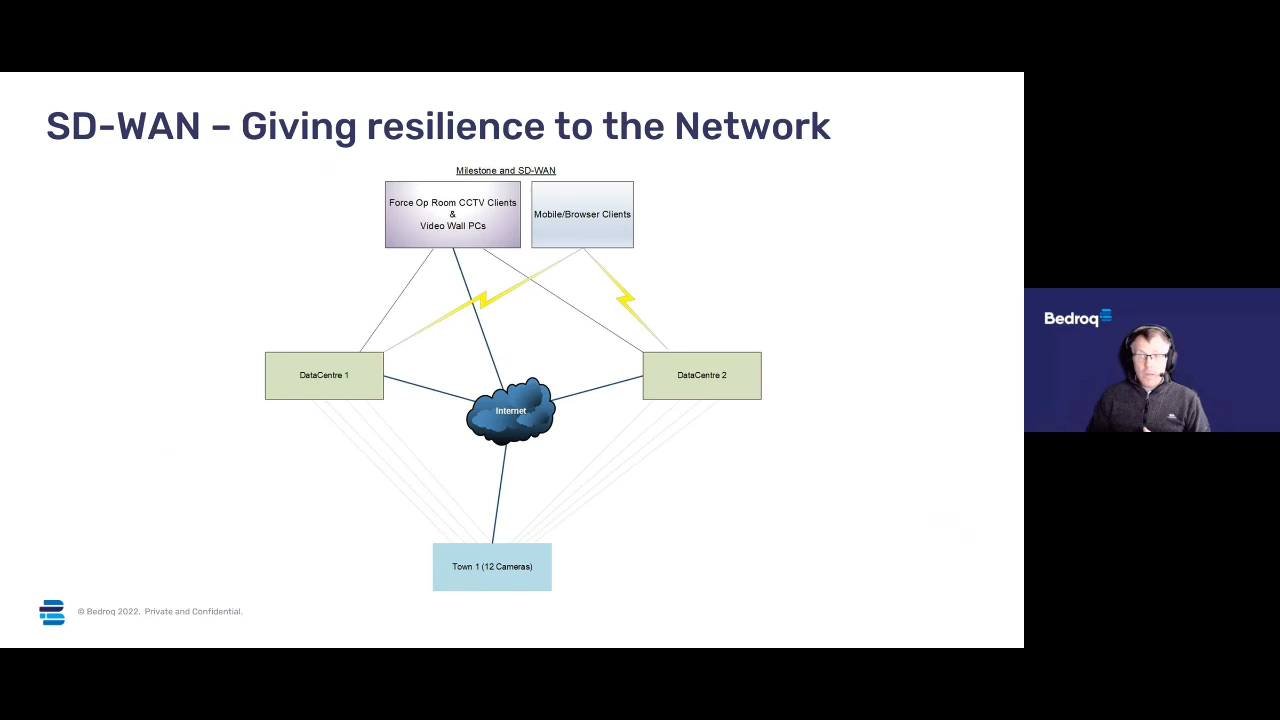 SD-WAN – Giving resilience to the Network
Milestone and SD-WAN
Force Op Room CCTV Clients
&
Video Wall PCs
Mobile/Browser Clients
DataCentre 1
DataCentre 2
Internet
Town 1 (12 Cameras)
© Bedroq 2022. Private and Confidential.
Bedroq